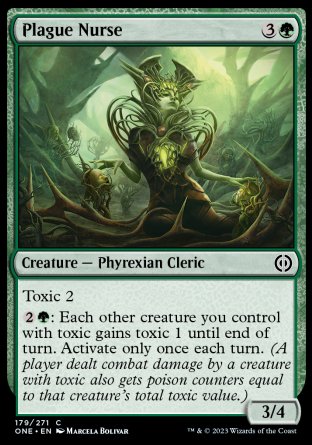 Plague Nurse 3
Creature — Phyrexian Cleric
Toxic 2
2: Each other creature you control
with toxic gains toxic 1 until end of
turn. Activate only once each turn. (A
player dealt combat damage by a creature
with toxic also gets poison counters equal
to that creature's total toxic value.)
3/4
179/271 C
ONE • EN MARCELA BOLIVAR ™ & © 2023 Wizards of the Coast